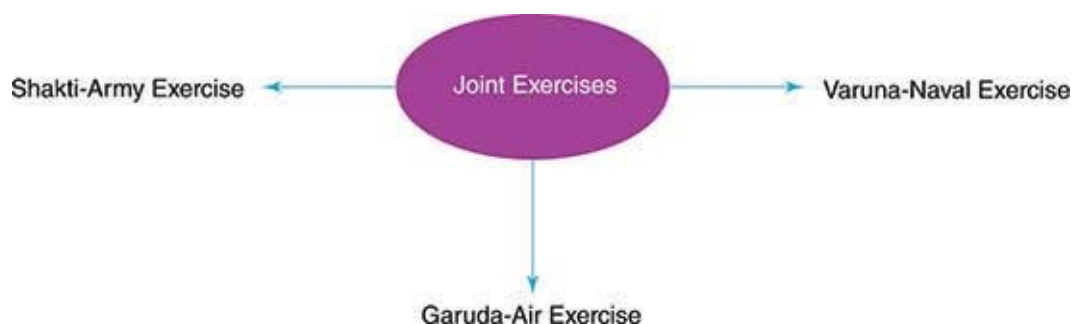 Joint Exercises
Shakti-Army Exercise
Varuna-Naval Exercise
Garuda-Air Exercise